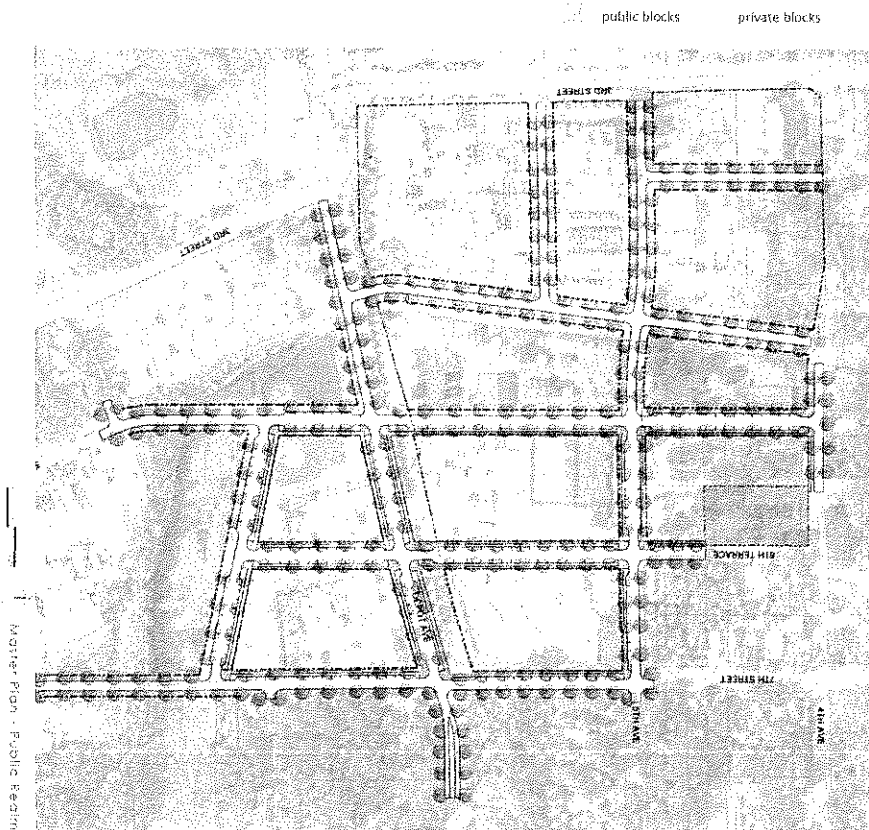 public blocks
private blocks
3RD STREET
3RD STREET
6TH TERRACE
7TH STREET
5TH AVE
4TH AVE
Master Plan Public Realm